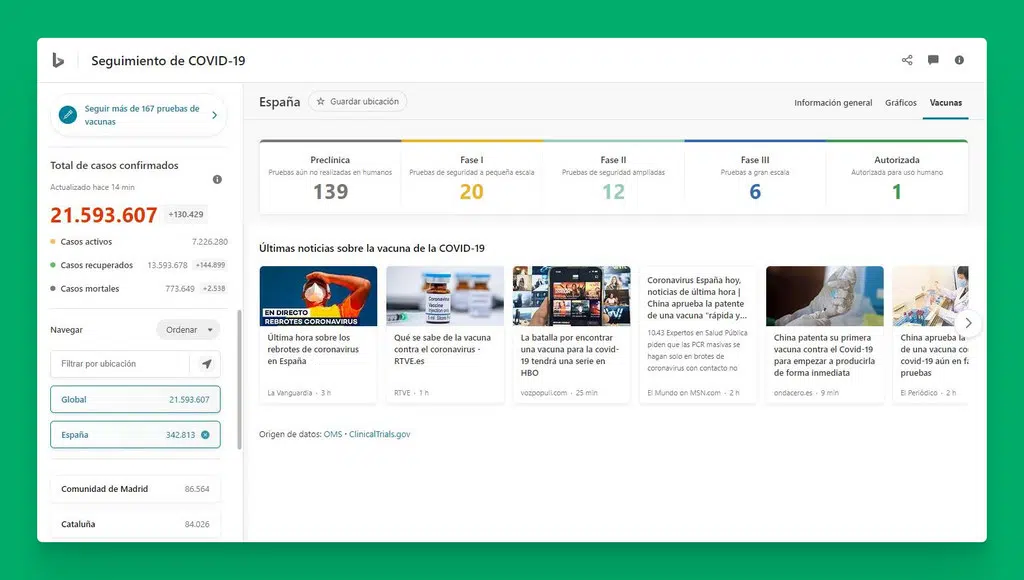 Seguimiento de COVID-19
Seguir más de 167 pruebas de
vacunas
Total de casos confirmados
Actualizado hace 14 min
21.593.607 +130.429
Casos activos 7.226.280
Casos recuperados 13.593.678 +144.899
Casos mortales 773.649 +2.538
Navegar Ordenar
Filtrar por ubicación
Global 21.593.607
España 342.813
Comunidad de Madrid 86.564
Cataluña 84.026
España Guardar ubicación
Información general Gráficos Vacunas
Preclínica
Pruebas aún no realizadas en humanos
139
Fase I
Pruebas de seguridad a pequeña escala
20
Fase II
Pruebas de seguridad ampliadas
12
Fase III
Pruebas a gran escala
6
Autorizada
Autorizada para uso humano
1
Últimas noticias sobre la vacuna de la COVID-19
EN DIRECTO
REBROTES CORONAVIRUS
Última hora sobre los
rebrotes de coronavirus
en España
La Vanguardia · 3 h
Coronavirus
Vaccine
Qué se sabe de la vacuna
contra el coronavirus -
RTVE.es
RTVE · 1 h
La batalla por encontrar
una vacuna para la covid-
19 tendrá una serie en
HBO
vozpopuli.com · 25 min
Coronavirus España hoy,
noticias de última hora |
China aprueba la patente
de una vacuna "rápida y...
10.43 Expertos en Salud Pública
piden que las PCR masivas se
hagan solo en brotes de
coronavirus con contacto no
El Mundo on MSN.com · 2 h
China patenta su primera
vacuna contra el Covid-19
para empezar a producirla
de forma inmediata
ondacero.es · 9 min
China aprueba la
de una vacuna co
covid-19 aún en fa
pruebas
El Periódico · 2 h
Origen de datos: OMS · ClinicalTrials.gov